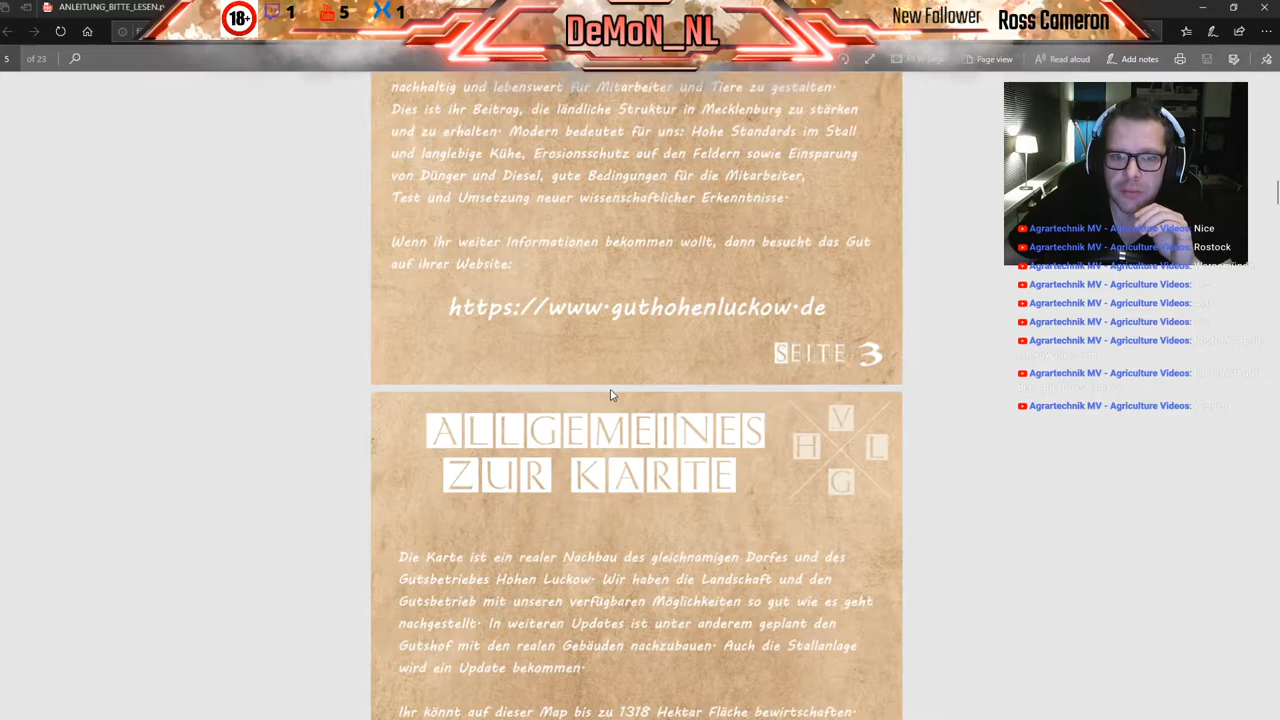 ANLEITUNG_BITTE_LESEN.p
18+
1
5
1
DeMoN_NL
New Follower
Ross Cameron
5 of 23
Page view
Read aloud
Add notes
nachhaltig und lebenswert für Mitarbeiter und Tiere zu gestalten.
Dies ist ihr Beitrag, die ländliche Struktur in Mecklenburg zu stärken
und zu erhalten. Modern bedeutet für uns: Hohe Standards im Stall
und langlebige Kühe, Erosionsschutz auf den Feldern sowie Einsparung
von Dünger und Diesel, gute Bedingungen für die Mitarbeiter,
Test und Umsetzung neuer wissenschaftlicher Erkenntnisse.
Wenn ihr weiter Informationen bekommen wollt, dann besucht das Gut
auf ihrer Website:
https://www.guthohenluckow.de
SEITE 3
ALLGEMEINES
ZUR KARTE
V
H L
G
Die Karte ist ein realer Nachbau des gleichnamigen Dorfes und des
Gutsbetriebes Hohen Luckow. Wir haben die Landschaft und den
Gutsbetrieb mit unseren verfügbaren Möglichkeiten so gut wie es geht
nachgestellt. In weiteren Updates ist unter anderem geplant den
Gutshof mit den realen Gebäuden nachzubauen. Auch die Stallanlage
wird ein Update bekommen.
Ihr könnt auf dieser Map bis zu 1318 Hektar Fläche bewirtschaften.
Agrartechnik MV - Agriculture Videos: Nice
Agrartechnik MV - Agriculture Videos: Rostock
Agrartechnik MV - Agriculture Videos:
Agrartechnik MV - Agriculture Videos:
Agrartechnik MV - Agriculture Videos:
Agrartechnik MV - Agriculture Videos:
Agrartechnik MV - Agriculture Videos:
Agrartechnik MV - Agriculture Videos:
Agrartechnik MV - Agriculture Videos: